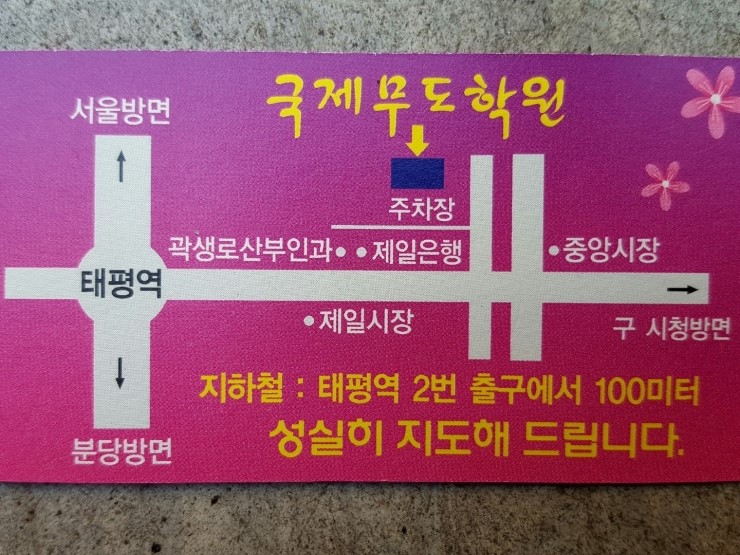 국제무도학원
서울방면
주차장
곽생로산부인과
제일은행
중앙시장
태평역
제일시장
구 시청방면
지하철 : 태평역 2번 출구에서 100미터
분당방면
성실히 지도해 드립니다.